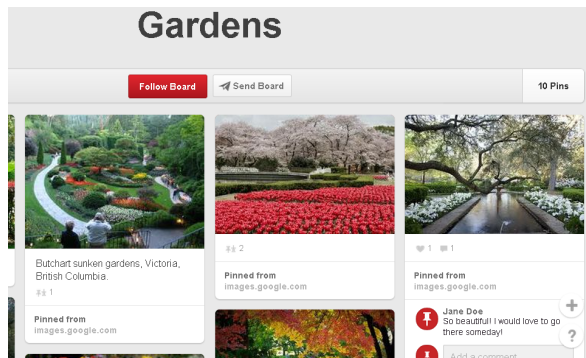 Gardens
Follow Board
Send Board
10 Pins
Butchart sunken gardens, Victoria,
British Columbia.
1
Pinned from
images.google.com
2
Pinned from
images.google.com
1 1
Pinned from
images.google.com
Jane Doe
So beautiful! I would love to go
there someday!
Add a comment
+
?